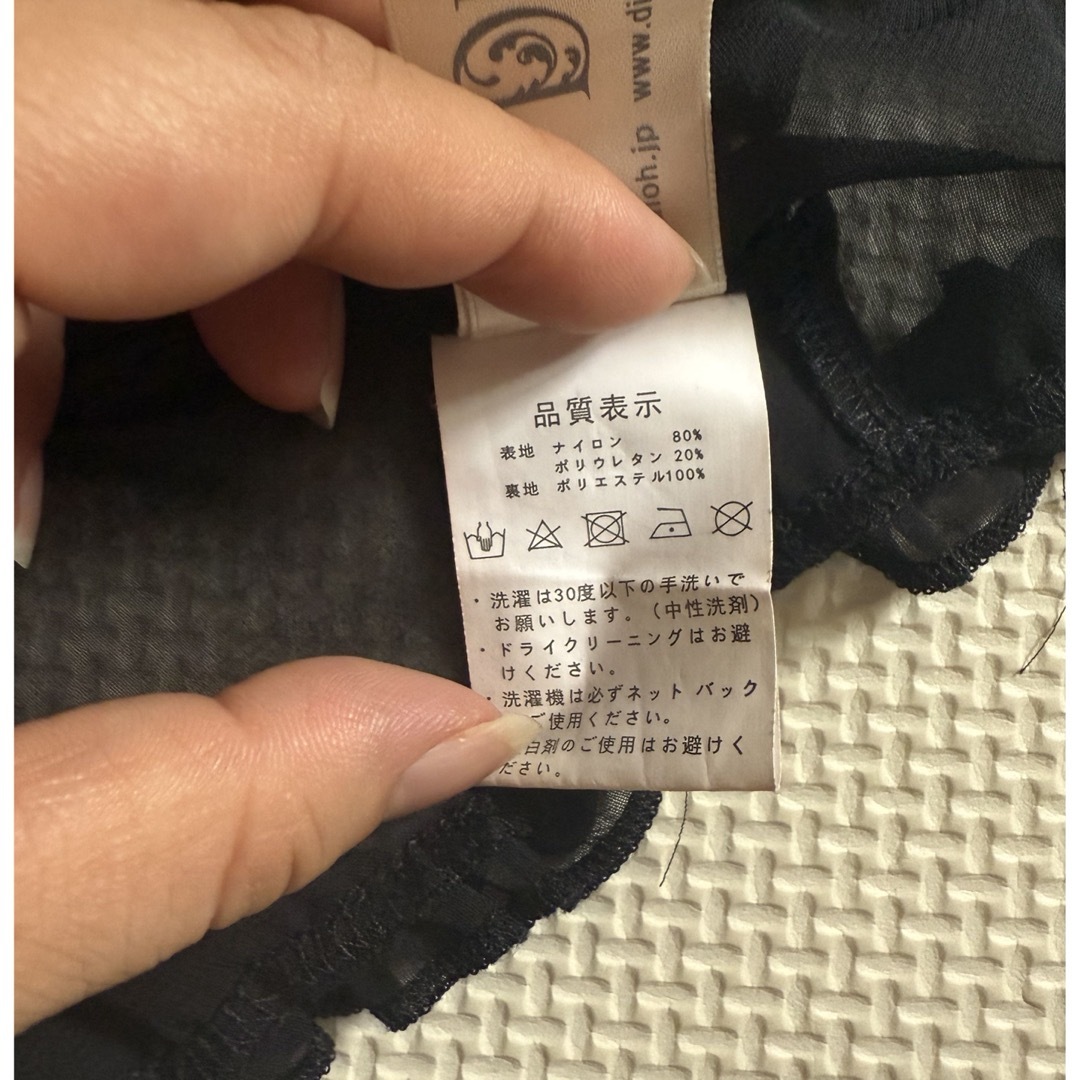 www.di
noh.jp
品質表示
表地 ナイロン 80%
ポリウレタン 20%
裏地 ポリエステル100%
・洗濯は30度以下の手洗いで
お願いします。(中性洗剤)
・ドライクリーニングはお避
けください。
・洗濯機は必ずネット バック
ご使用ください。
白剤のご使用はお避けく
ださい。